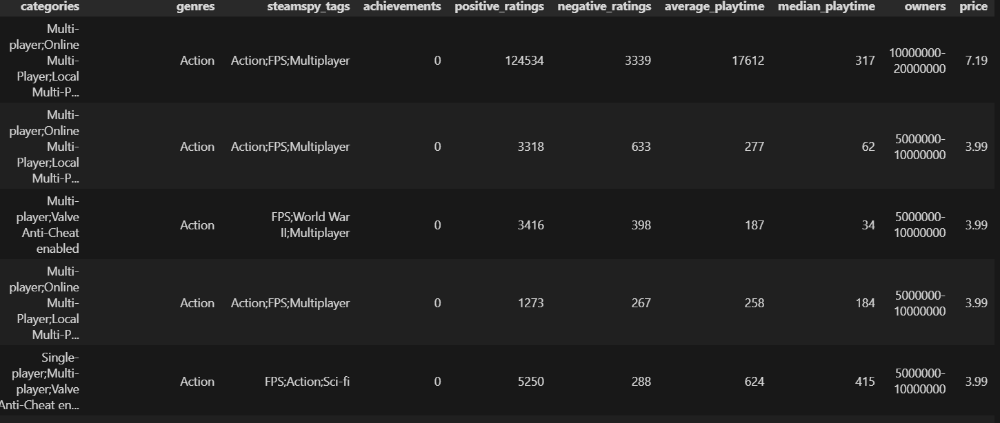 categories genres steamspy_tags achievements positive_ratings negative_ratings average_playtime median_playtime owners price
Multi-
player;Online
Multi-
Player;Local
Multi-P...
Action
Action;FPS;Multiplayer
0
124534
3339
17612
317
10000000-
20000000
7.19
Multi-
player;Online
Multi-
Player;Local
Multi-P...
Action
Action;FPS;Multiplayer
0
3318
633
277
62
5000000-
10000000
3.99
Multi-
player;Valve
Anti-Cheat
enabled
Action
FPS;World War
II;Multiplayer
0
3416
398
187
34
5000000-
10000000
3.99
Multi-
player;Online
Multi-
Player;Local
Multi-P...
Action
Action;FPS;Multiplayer
0
1273
267
258
184
5000000-
10000000
3.99
Single-
player;Multi-
player;Valve
Anti-Cheat en...
Action
FPS;Action;Sci-fi
0
5250
288
624
415
5000000-
10000000
3.99